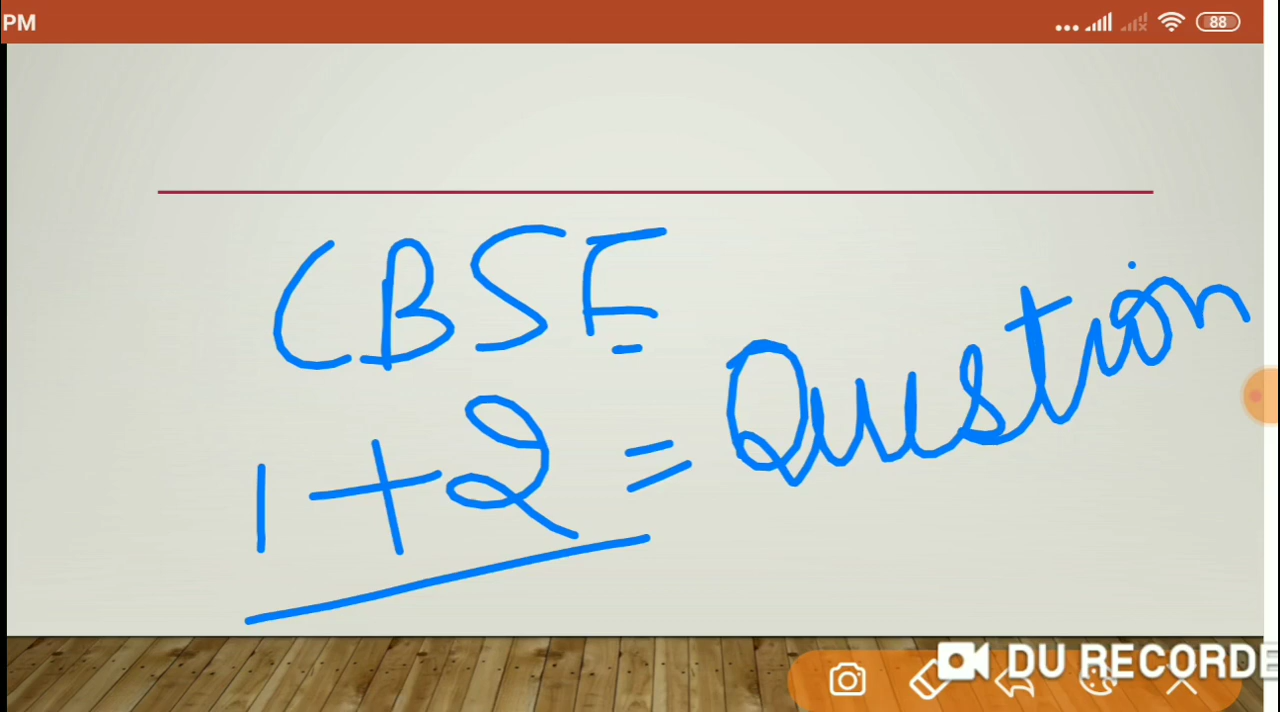 PM 88
CBSE
1+2 = Question
DU RECORDE